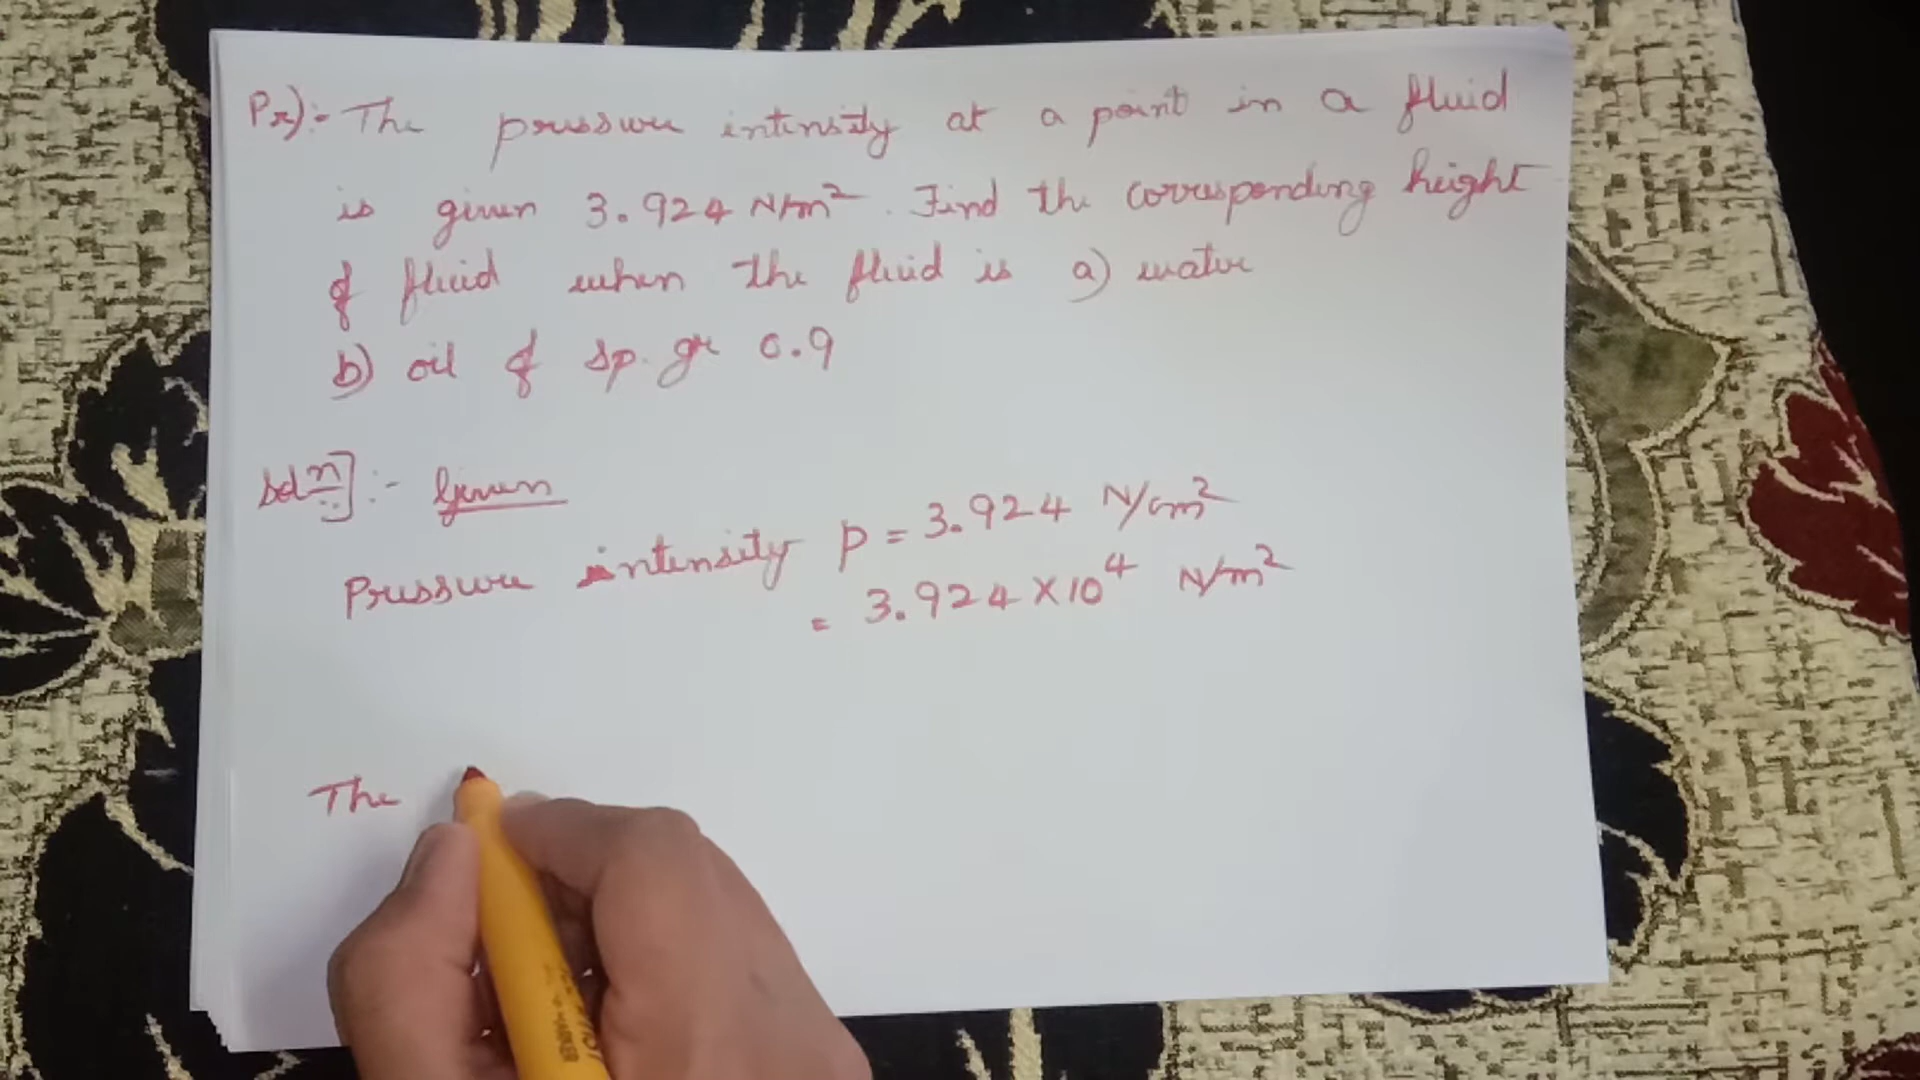 Pr):- The pressure intensity at a point in a fluid
is given 3.924 N/m². Find the corresponding height
of fluid when the fluid is a) water
b) oil of sp. gr 0.9
Solⁿ]:- Given
Pressure intensity p = 3.924 N/cm²
= 3.924 × 10⁴ N/m²
The